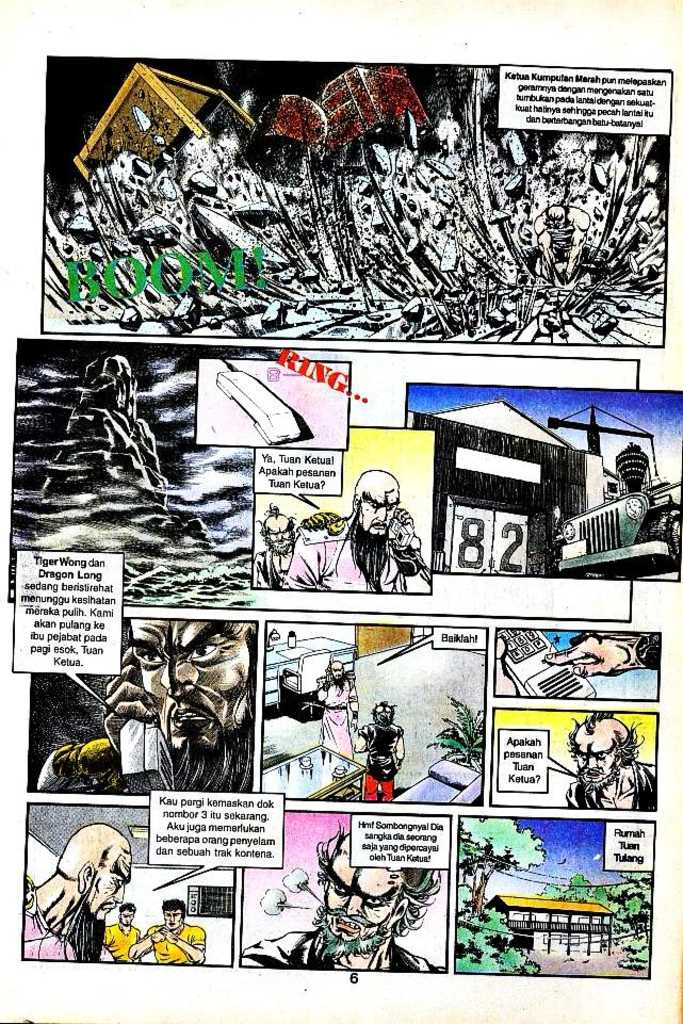 Ketua Kumpulan Merah pun melepaskan
geramnya dengan mengenakan satu
tumbukan pada lantai dengan sekuat-
kuat hatinya sehingga pecah lantai itu
dan berterbangan batu-batanya!
BOOM!
RING...
Ya, Tuan Ketua!
Apakah pesanan
Tuan Ketua?
82
Tiger Wong dan
Dragon Long
sedang beristirehat
menunggu kesihatan
mereka pulih. Kami
akan pulang ke
ibu pejabat pada
pagi esok, Tuan
Ketua.
Baiklah!
Apakah
pesanan
Tuan
Ketua?
Kau pergi kemaskan dok
nombor 3 itu sekarang.
Aku juga memerlukan
beberapa orang penyelam
dan sebuah trak kontena.
Hm! Sombongnya! Dia
sangka dia seorang
saja yang dipercayai
oleh Tuan Ketua!
Rumah
Tuan
Tulang
6